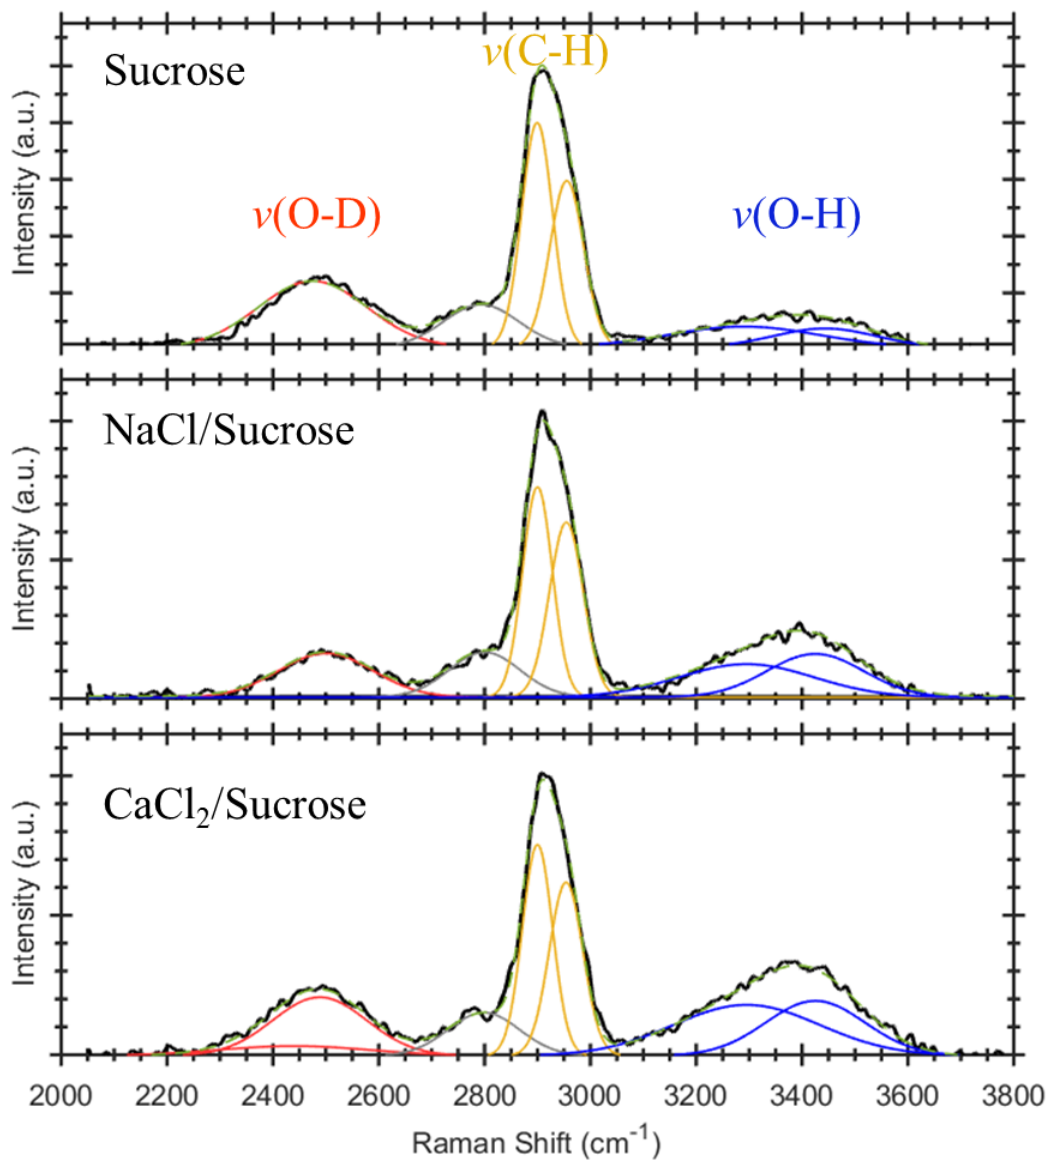 Sucrose
ν(C-H)
ν(O-D)
ν(O-H)
Intensity (a.u.)
NaCl/Sucrose
Intensity (a.u.)
CaCl₂/Sucrose
Intensity (a.u.)
2000 2200 2400 2600 2800 3000 3200 3400 3600 3800
Raman Shift (cm⁻¹)